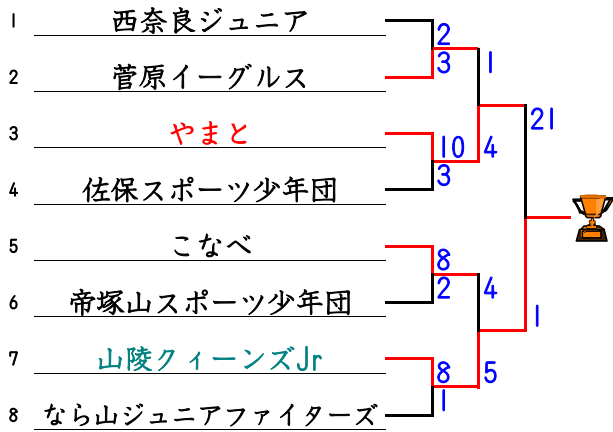 1 西奈良ジュニア
2
1
2 菅原イーグルス
3
21
3 やまと
10
4
4 佐保スポーツ少年団
3
5 こなべ
8
4
6 帝塚山スポーツ少年団
2
1
7 山陵クィーンズJr
8
5
8 なら山ジュニアファイターズ
1